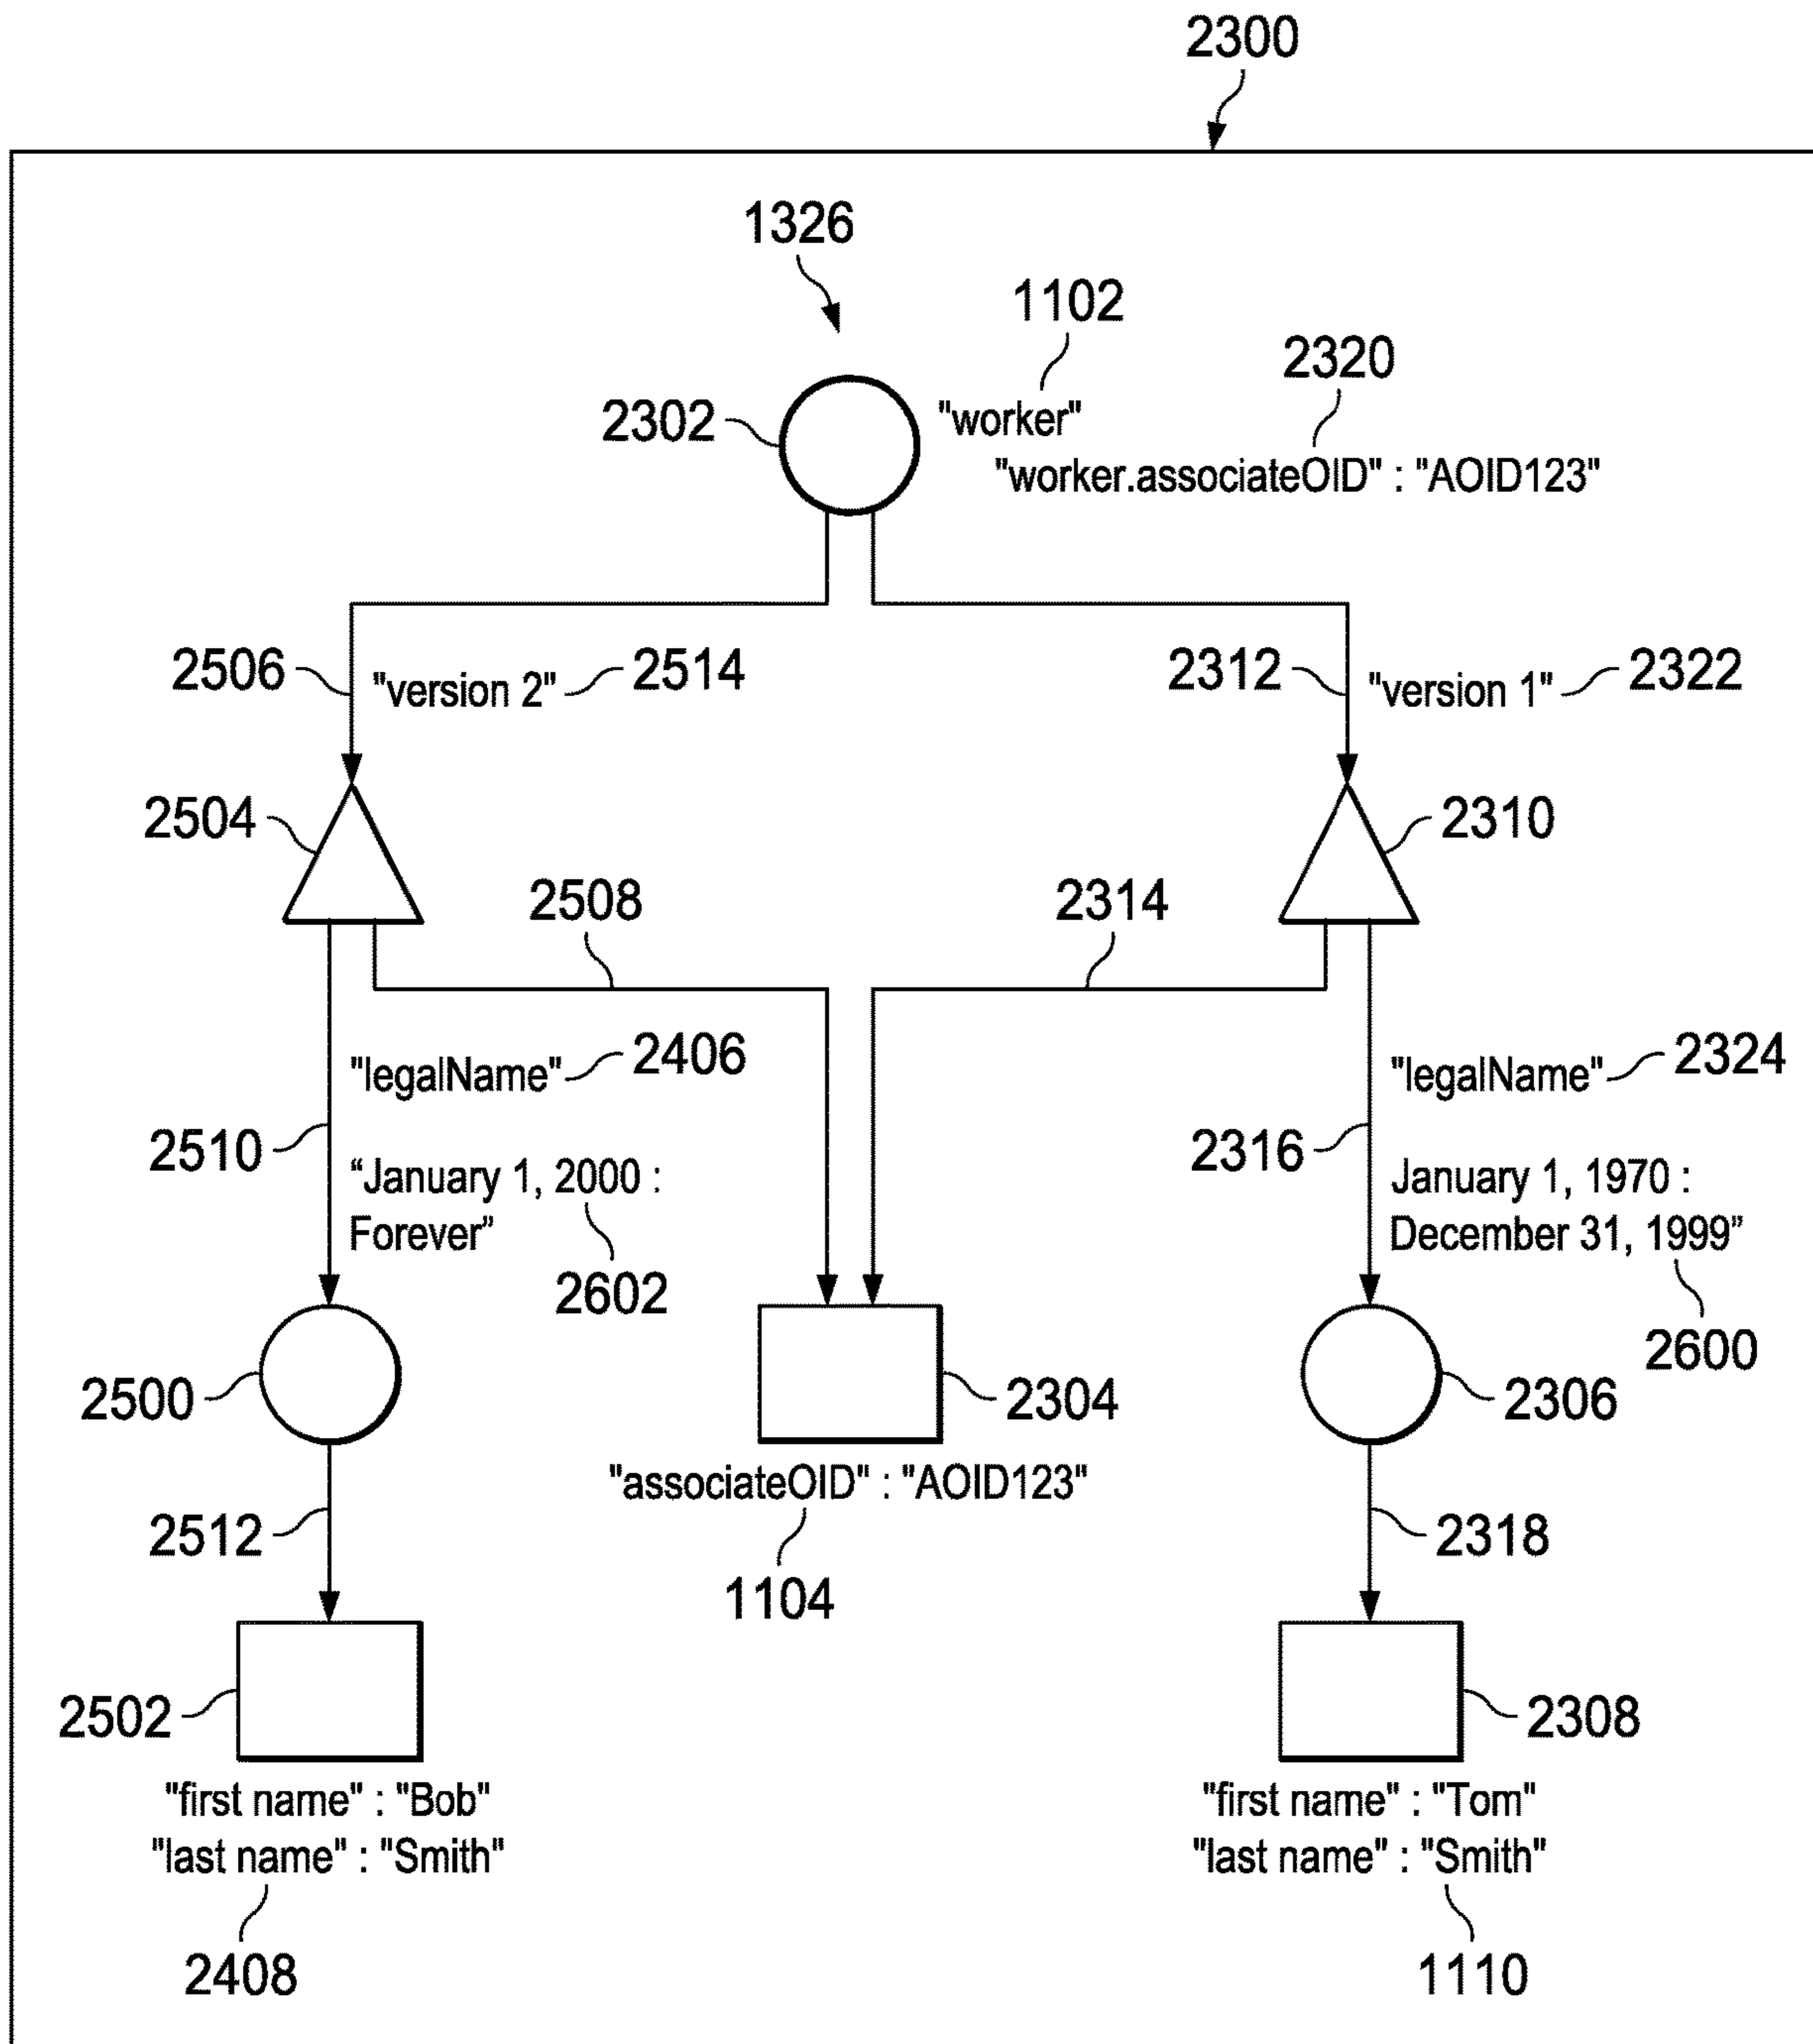 2300
1326
1102
2320
2302
"worker"
"worker.associateOID" : "AOID123"
2506
"version 2"
2514
2312
"version 1"
2322
2504
2310
2508
2314
"legalName"
2406
"legalName"
2324
2510
2316
“January 1, 2000 :
Forever”
January 1, 1970 :
December 31, 1999”
2602
2600
2500
2304
2306
"associateOID" : "AOID123"
2512
1104
2318
2502
2308
"first name" : "Bob"
"last name" : "Smith"
"first name" : "Tom"
"last name" : "Smith"
2408
1110